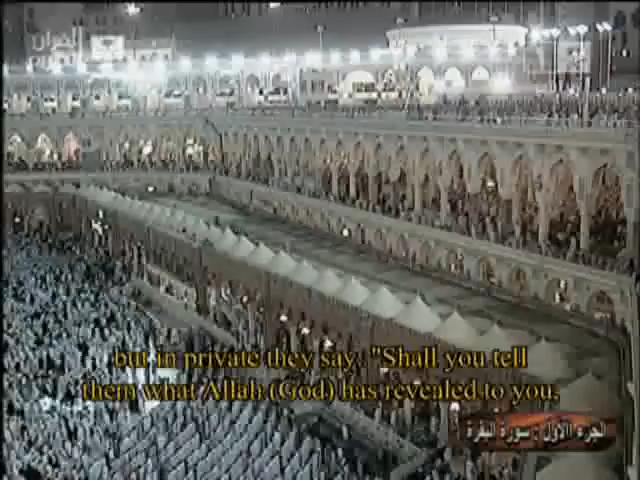 القرآن
but in private they say, "Shall you tell
them what Allah (God) has revealed to you,
الجزء الأول : سورة البقرة